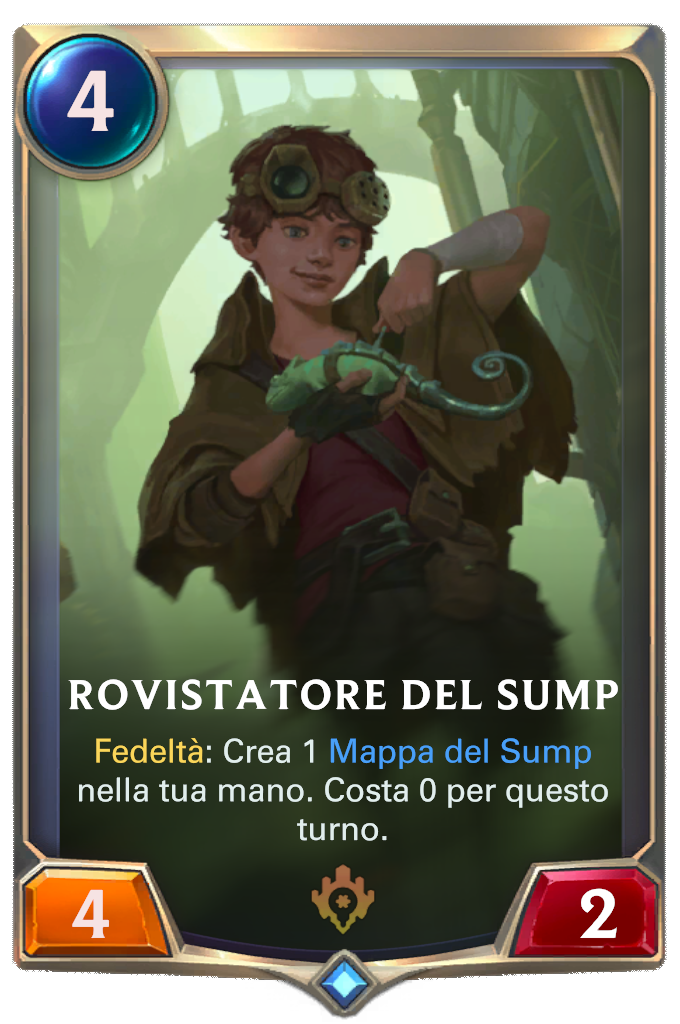 4
ROVISTATORE DEL SUMP
Fedeltà: Crea 1 Mappa del Sump
nella tua mano. Costa 0 per questo
turno.
4
2